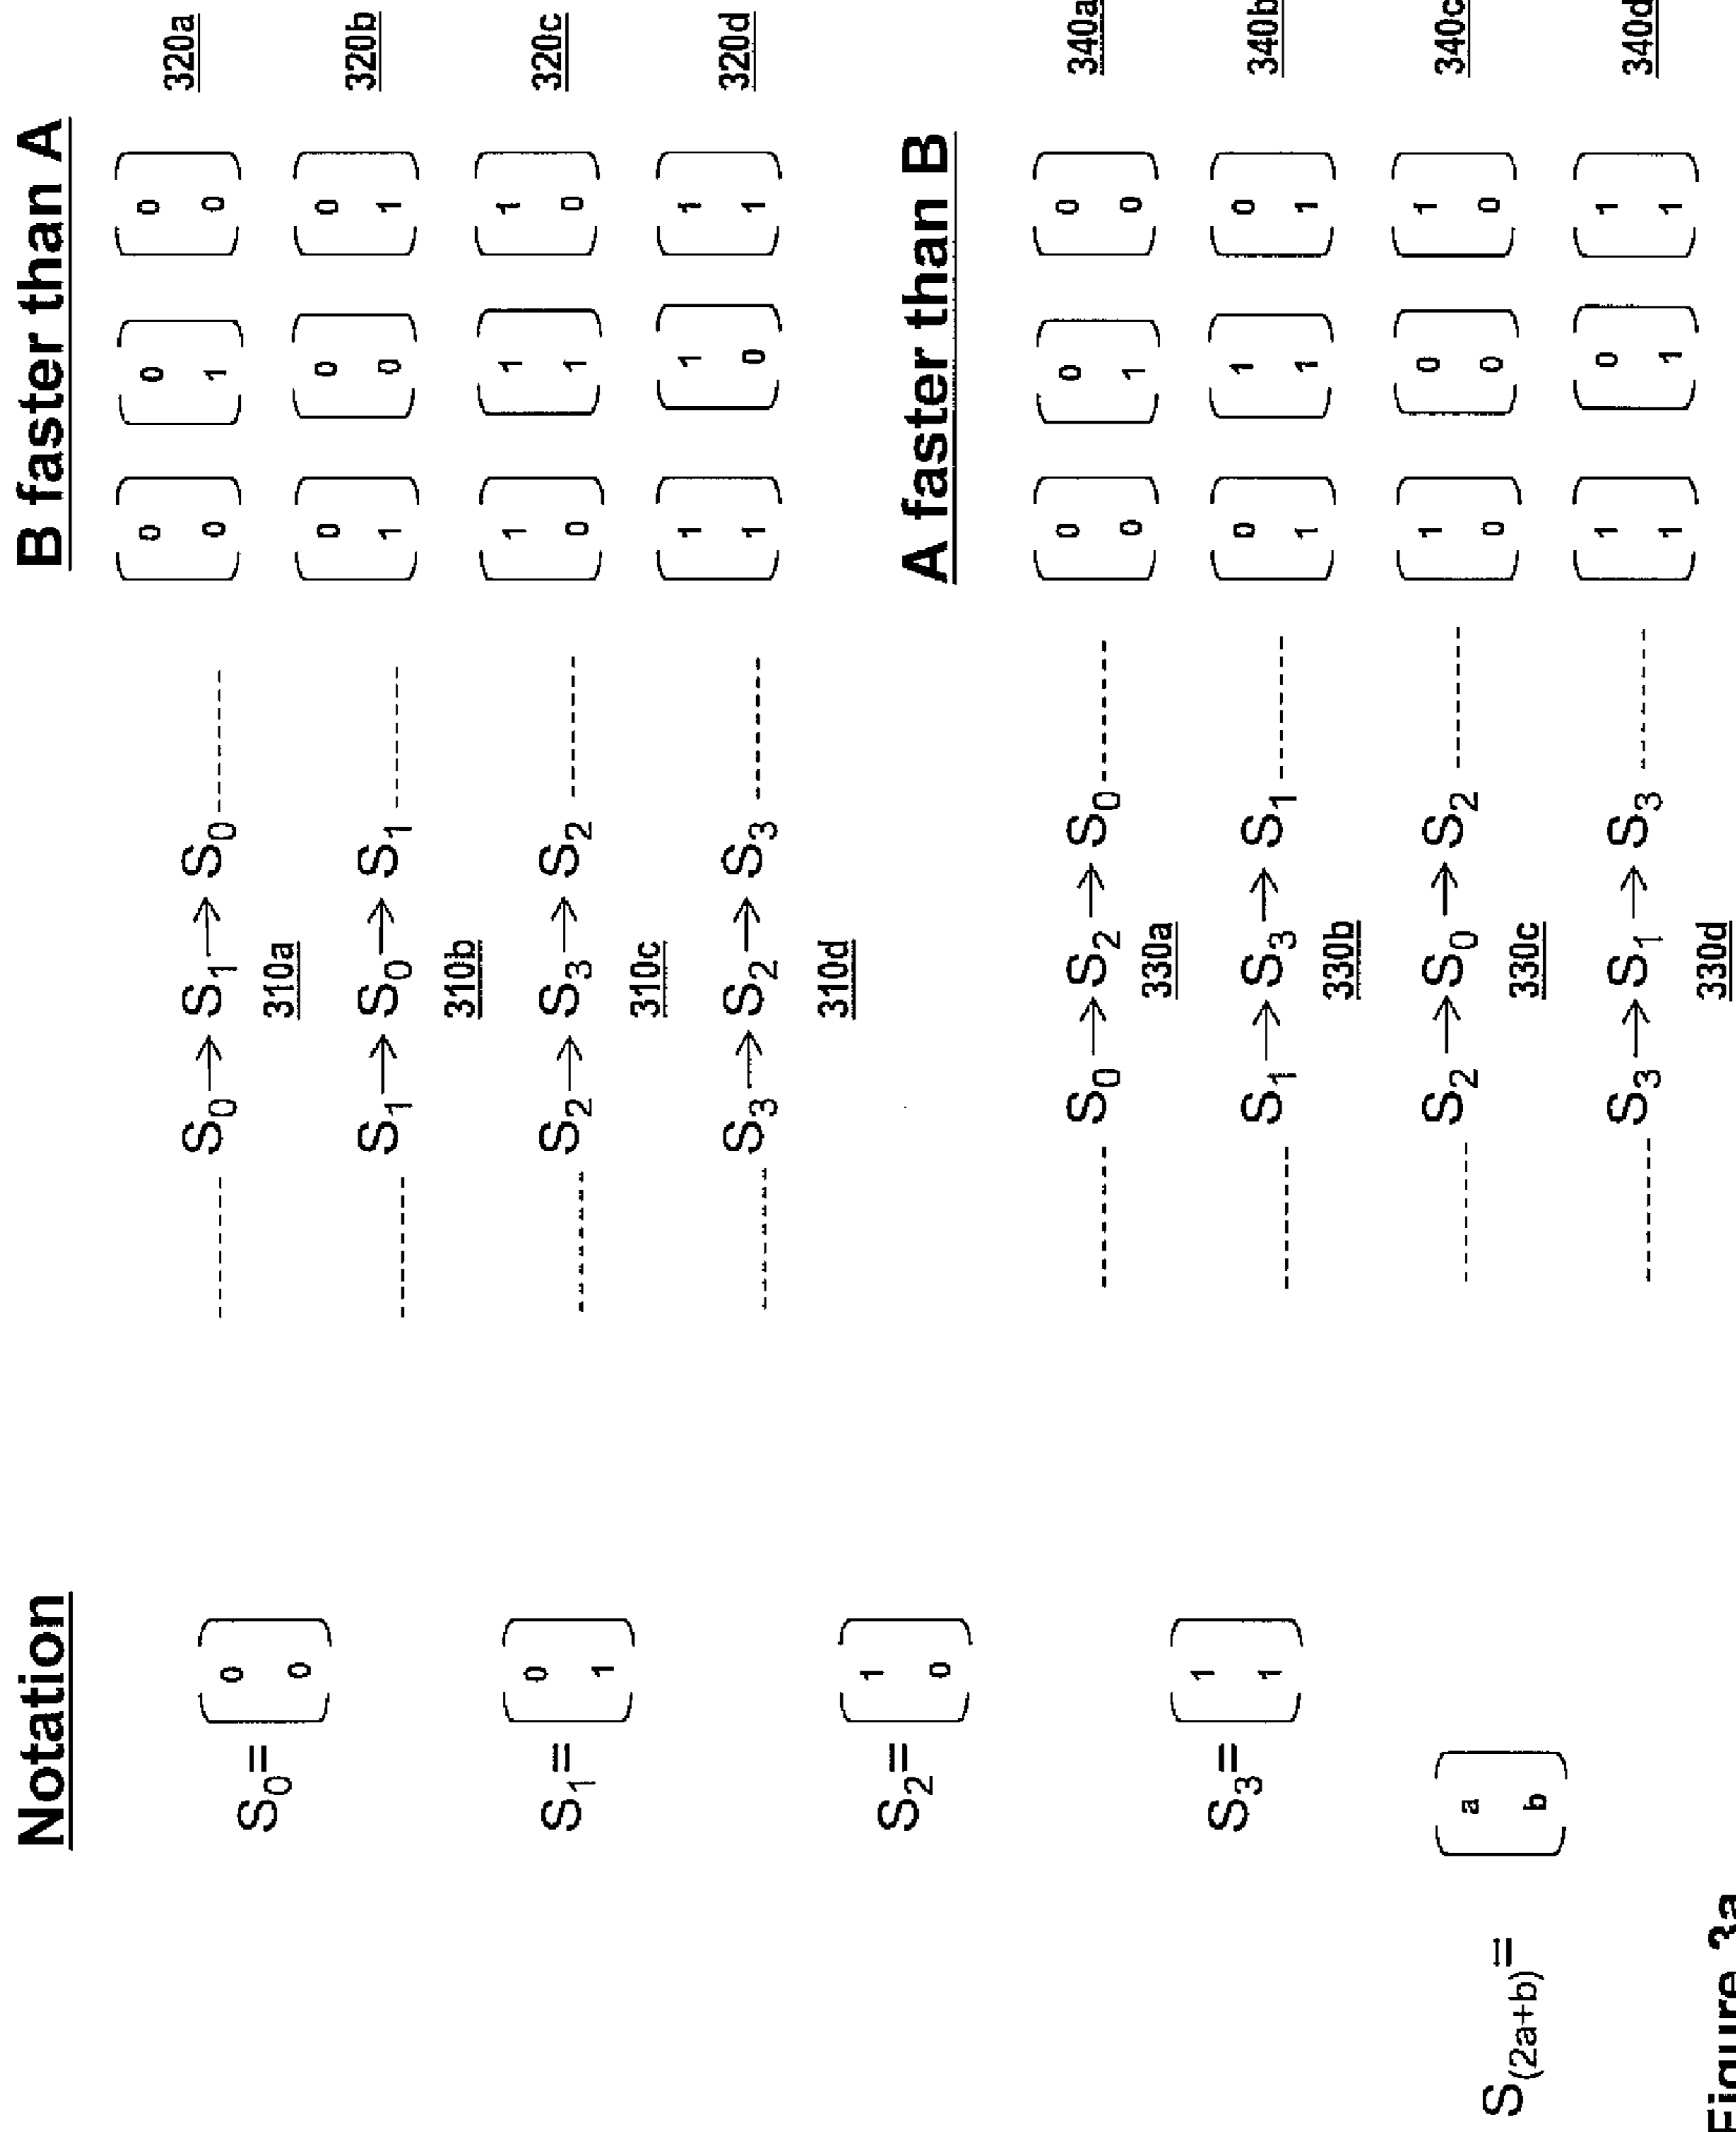 Notation
S₀=
0
0
S₁=
0
1
S₂=
1
0
S₃=
1
1
S₍₂ₐ₊b₎=
a
b
B faster than A
S₀→S₁→S₀
310a
0 0 0
0 1 0
320a
S₁→S₀→S₁
310b
0 0 0
1 0 1
320b
S₂→S₃→S₂
310c
1 1 1
0 1 0
320c
S₃→S₂→S₃
310d
1 1 1
1 0 1
320d
A faster than B
S₀→S₂→S₀
330a
0 0 0
0 1 0
340a
S₁→S₃→S₁
330b
0 1 0
1 1 1
340b
S₂→S₀→S₂
330c
1 0 1
0 0 0
340c
S₃→S₁→S₃
330d
1 0 1
1 1 1
340d
Figure 3a